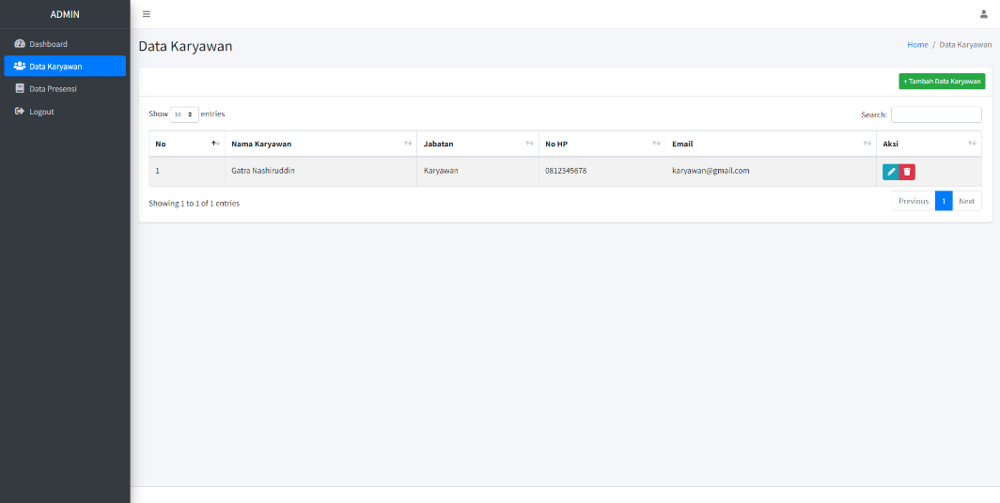 ADMIN
Dashboard
Data Karyawan
Data Presensi
Logout
Data Karyawan
Home / Data Karyawan
+ Tambah Data Karyawan
Show 10 entries
Search:
No Nama Karyawan Jabatan No HP Email Aksi
1 Gatra Nashiruddin Karyawan 0812345678 karyawan@gmail.com
Showing 1 to 1 of 1 entries
Previous 1 Next